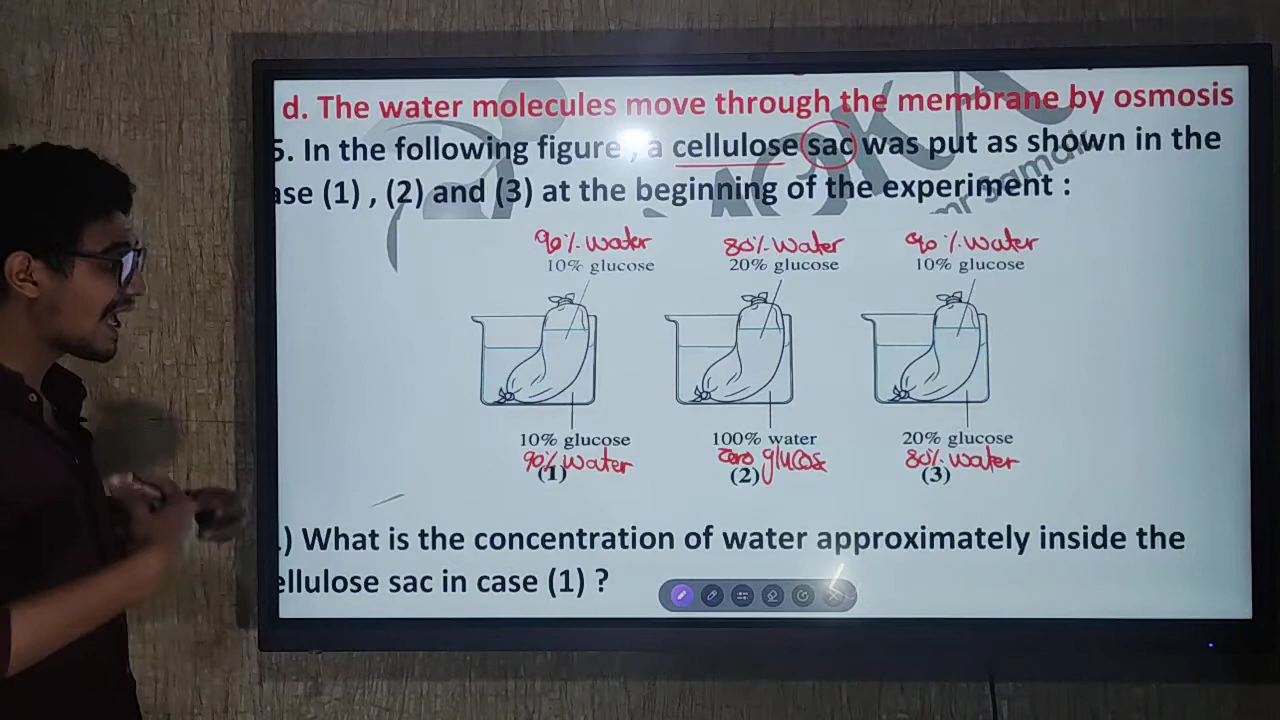 d. The water molecules move through the membrane by osmosis
5. In the following figure, a cellulose sac was put as shown in the
ase (1) , (2) and (3) at the beginning of the experiment :
90% water 80% water 90% water
10% glucose 20% glucose 10% glucose
10% glucose 100% water 20% glucose
90% water zero glucose 80% water
(1) (2) (3)
.) What is the concentration of water approximately inside the
ellulose sac in case (1) ?